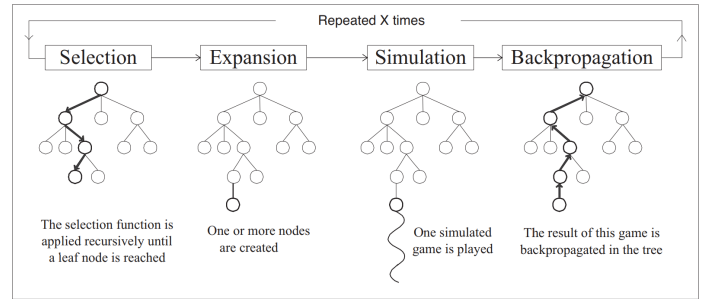 Repeated X times
Selection
Expansion
Simulation
Backpropagation
The selection function is
applied recursively until
a leaf node is reached
One or more nodes
are created
One simulated
game is played
The result of this game is
backpropagated in the tree